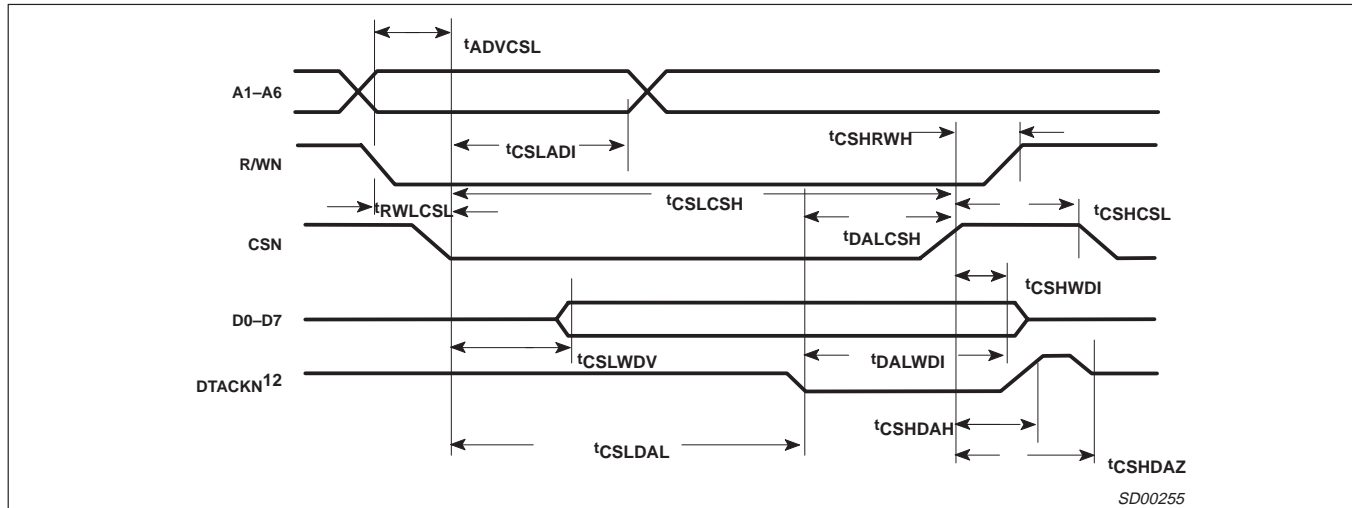 tADVCSL
A1–A6
tCSHRWH
tCSLADI
R/WN
tCSLCSH
tRWLCSL
tCSHCSL
tDALCSH
CSN
tCSHWDI
D0–D7
tCSLWDV
tDALWDI
DTACKN12
tCSHDAH
tCSLDAL
tCSHDAZ
SD00255